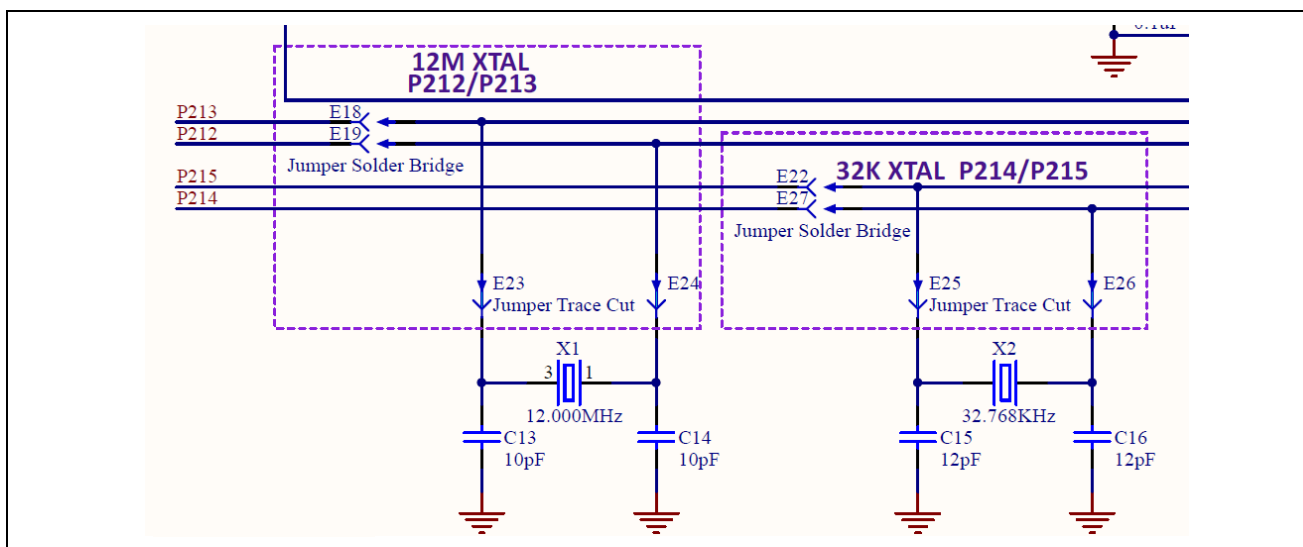 12M XTAL
P212/P213
P213
E18
P212
E19
Jumper Solder Bridge
P215
E22
32K XTAL P214/P215
P214
E27
Jumper Solder Bridge
E23
E24
E25
E26
Jumper Trace Cut
Jumper Trace Cut
X1
X2
3 1
12.000MHz
32.768KHz
C13
C14
C15
C16
10pF
10pF
12pF
12pF